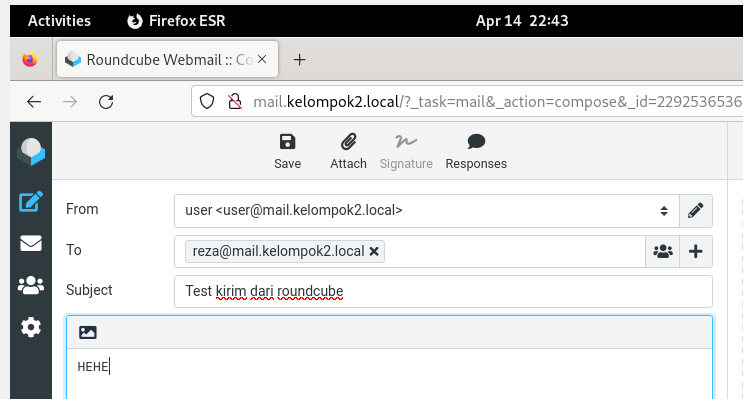 Activities Firefox ESR Apr 14 22:43
Roundcube Webmail :: Co
mail.kelompok2.local/?_task=mail&_action=compose&_id=2292536536
Save Attach Signature Responses
From user <user@mail.kelompok2.local>
To reza@mail.kelompok2.local
Subject Test kirim dari roundcube
HEHE